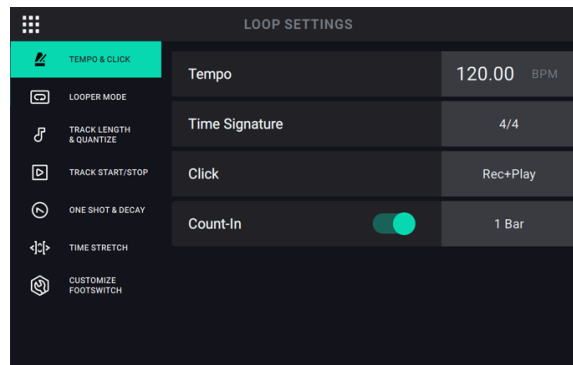 LOOP SETTINGS
TEMPO & CLICK
LOOPER MODE
TRACK LENGTH
& QUANTIZE
TRACK START/STOP
ONE SHOT & DECAY
TIME STRETCH
CUSTOMIZE
FOOTSWITCH
Tempo 120.00 BPM
Time Signature 4/4
Click Rec+Play
Count-In 1 Bar